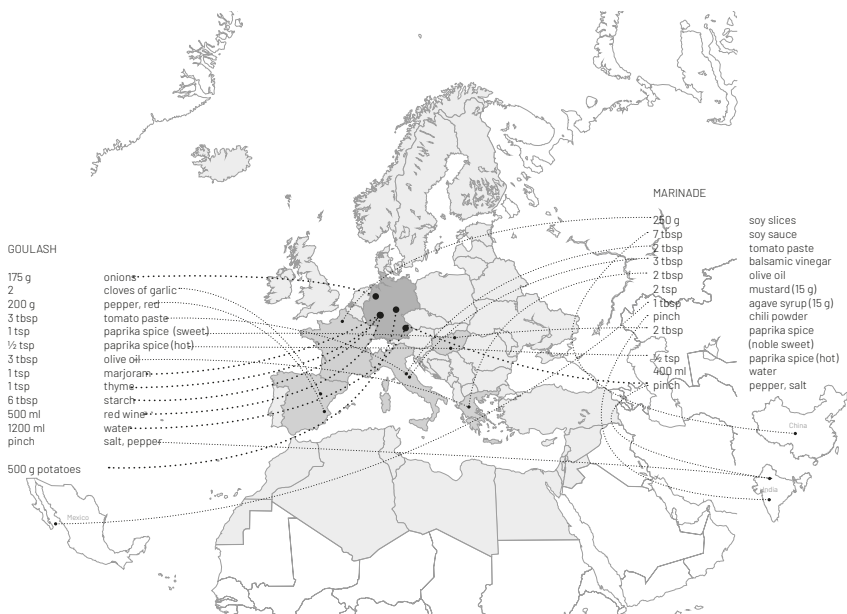 MARINADE
250 g soy slices
7 tbsp soy sauce
2 tbsp tomato paste
3 tbsp balsamic vinegar
2 tbsp olive oil
2 tsp mustard (15 g)
1 tbsp agave syrup (15 g)
pinch chili powder
2 tbsp paprika spice
(noble sweet)
½ tsp paprika spice (hot)
400 ml water
pinch pepper, salt
GOULASH
175 g onions
2 cloves of garlic
200 g pepper, red
3 tbsp tomato paste
1 tsp paprika spice (sweet)
½ tsp paprika spice (hot)
3 tbsp olive oil
1 tsp marjoram
1 tsp thyme
6 tbsp starch
500 ml red wine
1200 ml water
pinch salt, pepper
500 g potatoes
China
India
Mexico